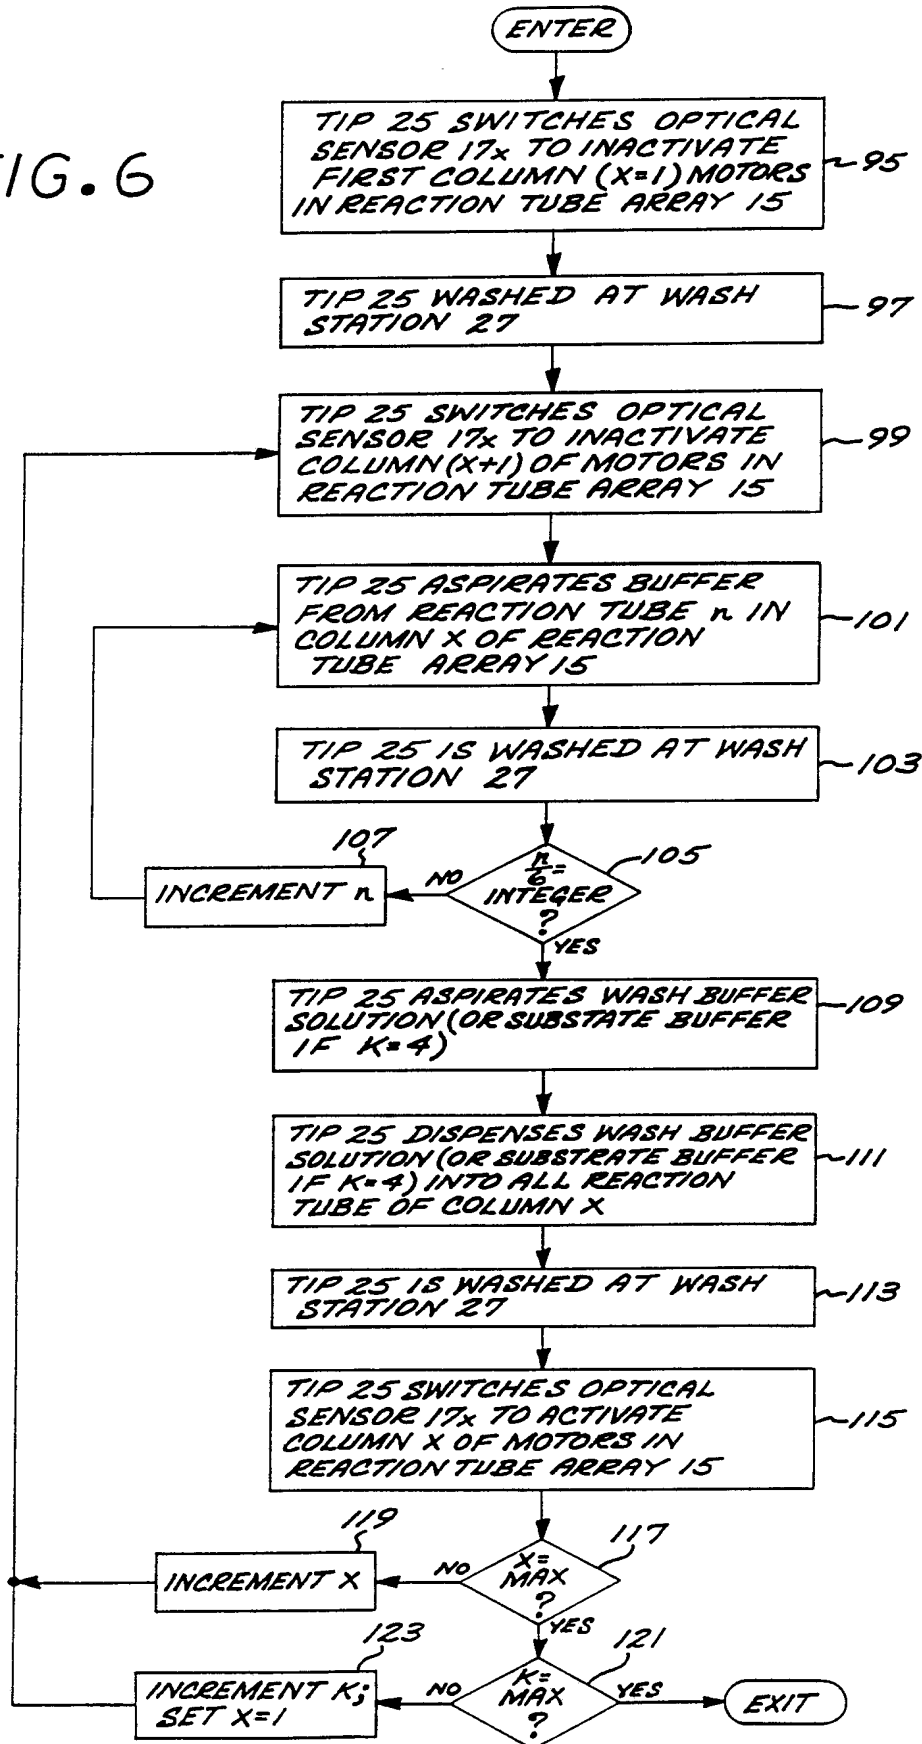 ENTER
FIG. 6
TIP 25 SWITCHES OPTICAL
SENSOR 17x TO INACTIVATE
FIRST COLUMN (X=1) MOTORS
IN REACTION TUBE ARRAY 15
95
TIP 25 WASHED AT WASH
STATION 27
97
TIP 25 SWITCHES OPTICAL
SENSOR 17x TO INACTIVATE
COLUMN (X+1) OF MOTORS IN
REACTION TUBE ARRAY 15
99
TIP 25 ASPIRATES BUFFER
FROM REACTION TUBE n IN
COLUMN X OF REACTION
TUBE ARRAY 15
101
TIP 25 IS WASHED AT WASH
STATION 27
103
107
INCREMENT n
NO
n/6 =
INTEGER
?
105
YES
TIP 25 ASPIRATES WASH BUFFER
SOLUTION (OR SUBSTATE BUFFER
IF K=4)
109
TIP 25 DISPENSES WASH BUFFER
SOLUTION (OR SUBSTRATE BUFFER
IF K=4) INTO ALL REACTION
TUBE OF COLUMN X
111
TIP 25 IS WASHED AT WASH
STATION 27
113
TIP 25 SWITCHES OPTICAL
SENSOR 17x TO ACTIVATE
COLUMN X OF MOTORS IN
REACTION TUBE ARRAY 15
115
119
INCREMENT X
NO
X=
MAX
?
117
YES
123
INCREMENT K;
SET X=1
NO
K=
MAX
?
121
YES
EXIT